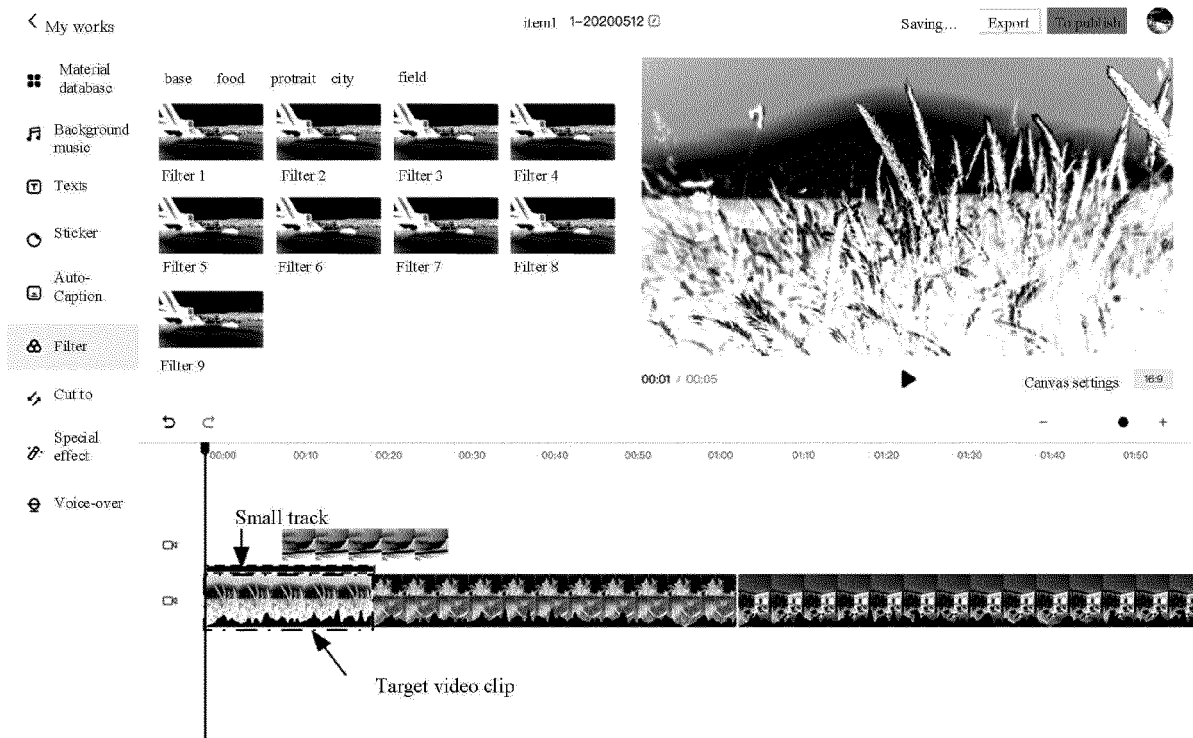 My works
item1 1-20200512
Saving... Export To publish
Material
database
Background
music
Texts
Sticker
Auto-
Caption
Filter
Cut to
Special
effect
Voice-over
base food protrait city field
Filter 1 Filter 2 Filter 3 Filter 4
Filter 5 Filter 6 Filter 7 Filter 8
Filter 9
00:01 / 00:05 Canvas settings 16:9
00:00 00:10 00:20 00:30 00:40 00:50 01:00 01:10 01:20 01:30 01:40 01:50
Small track
Target video clip